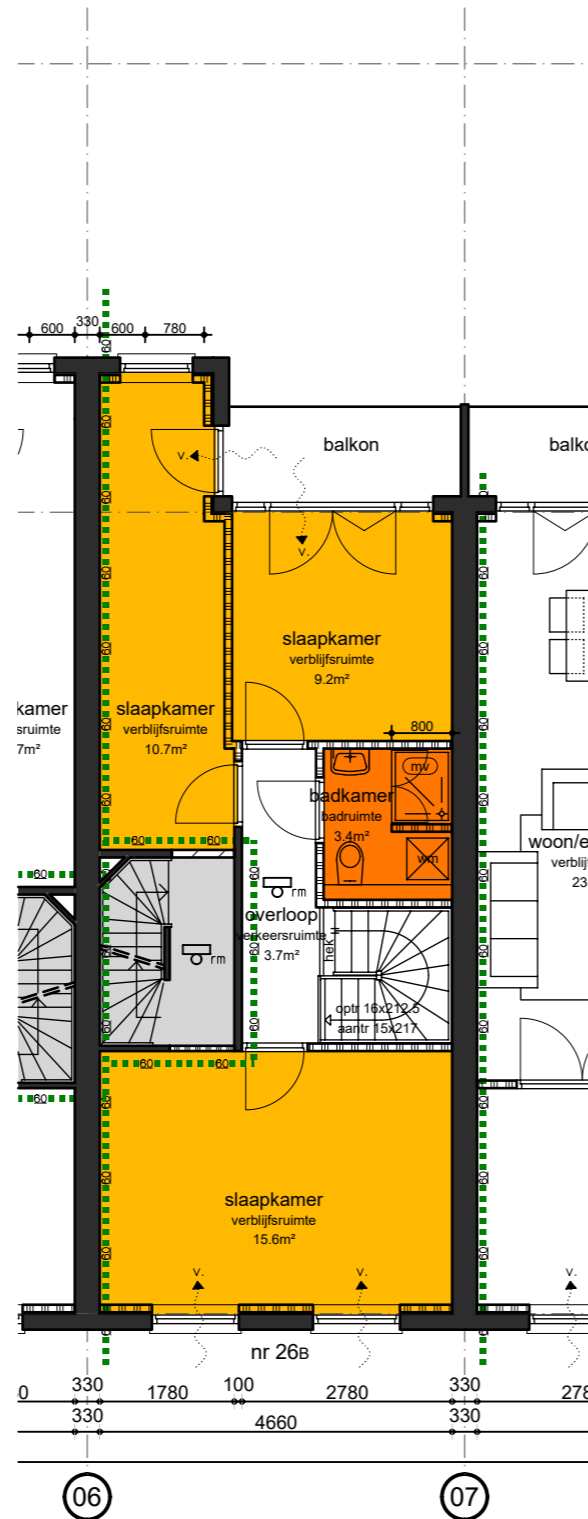 600
330
600
780
60
balkon
balko
v.
v.
60
60
60
60
60
slaapkamer
verblijfsruimte
9.2m²
kamer
sruimte
7m²
slaapkamer
verblijfsruimte
10.7m²
800
mv
badkamer
badruimte
3.4m²
wm
woon/e
verblij
23
60
60
60
60
rm
overloop
verkeersruimte
3.7m²
rm
hek
optr 16x212.5
aantr 15x217
60
60
60
slaapkamer
verblijfsruimte
15.6m²
v.
v.
v.
nr 26B
0
330
1780
100
2780
330
278
330
4660
330
06
07